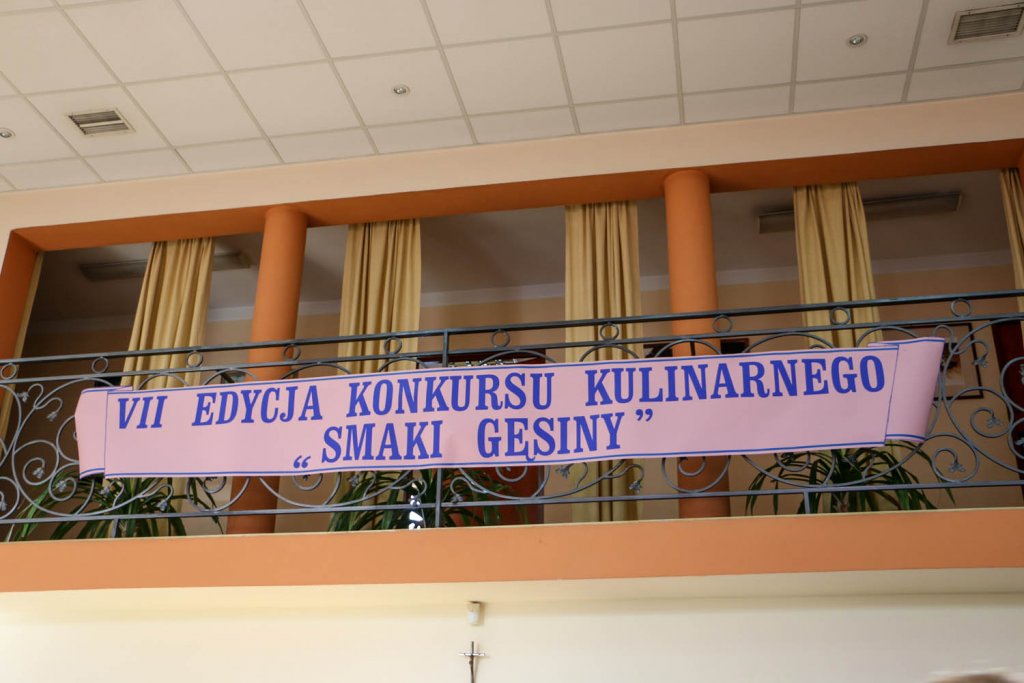 VII EDYCJA KONKURSU KULINARNEGO
„SMAKI GĘSINY”